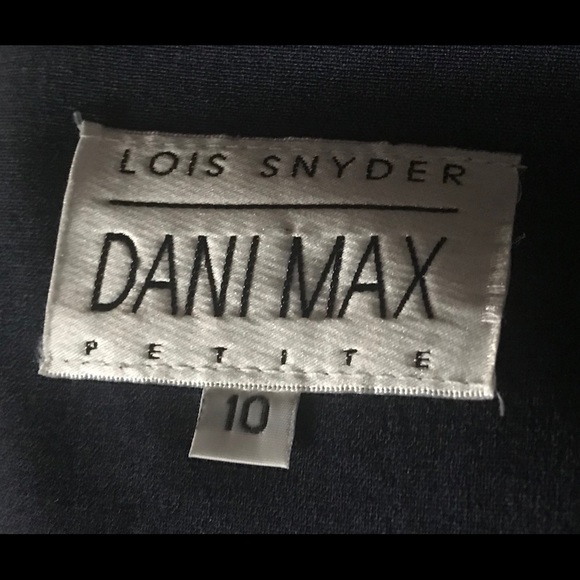 LOIS SNYDER
DANI MAX
PETITE
10